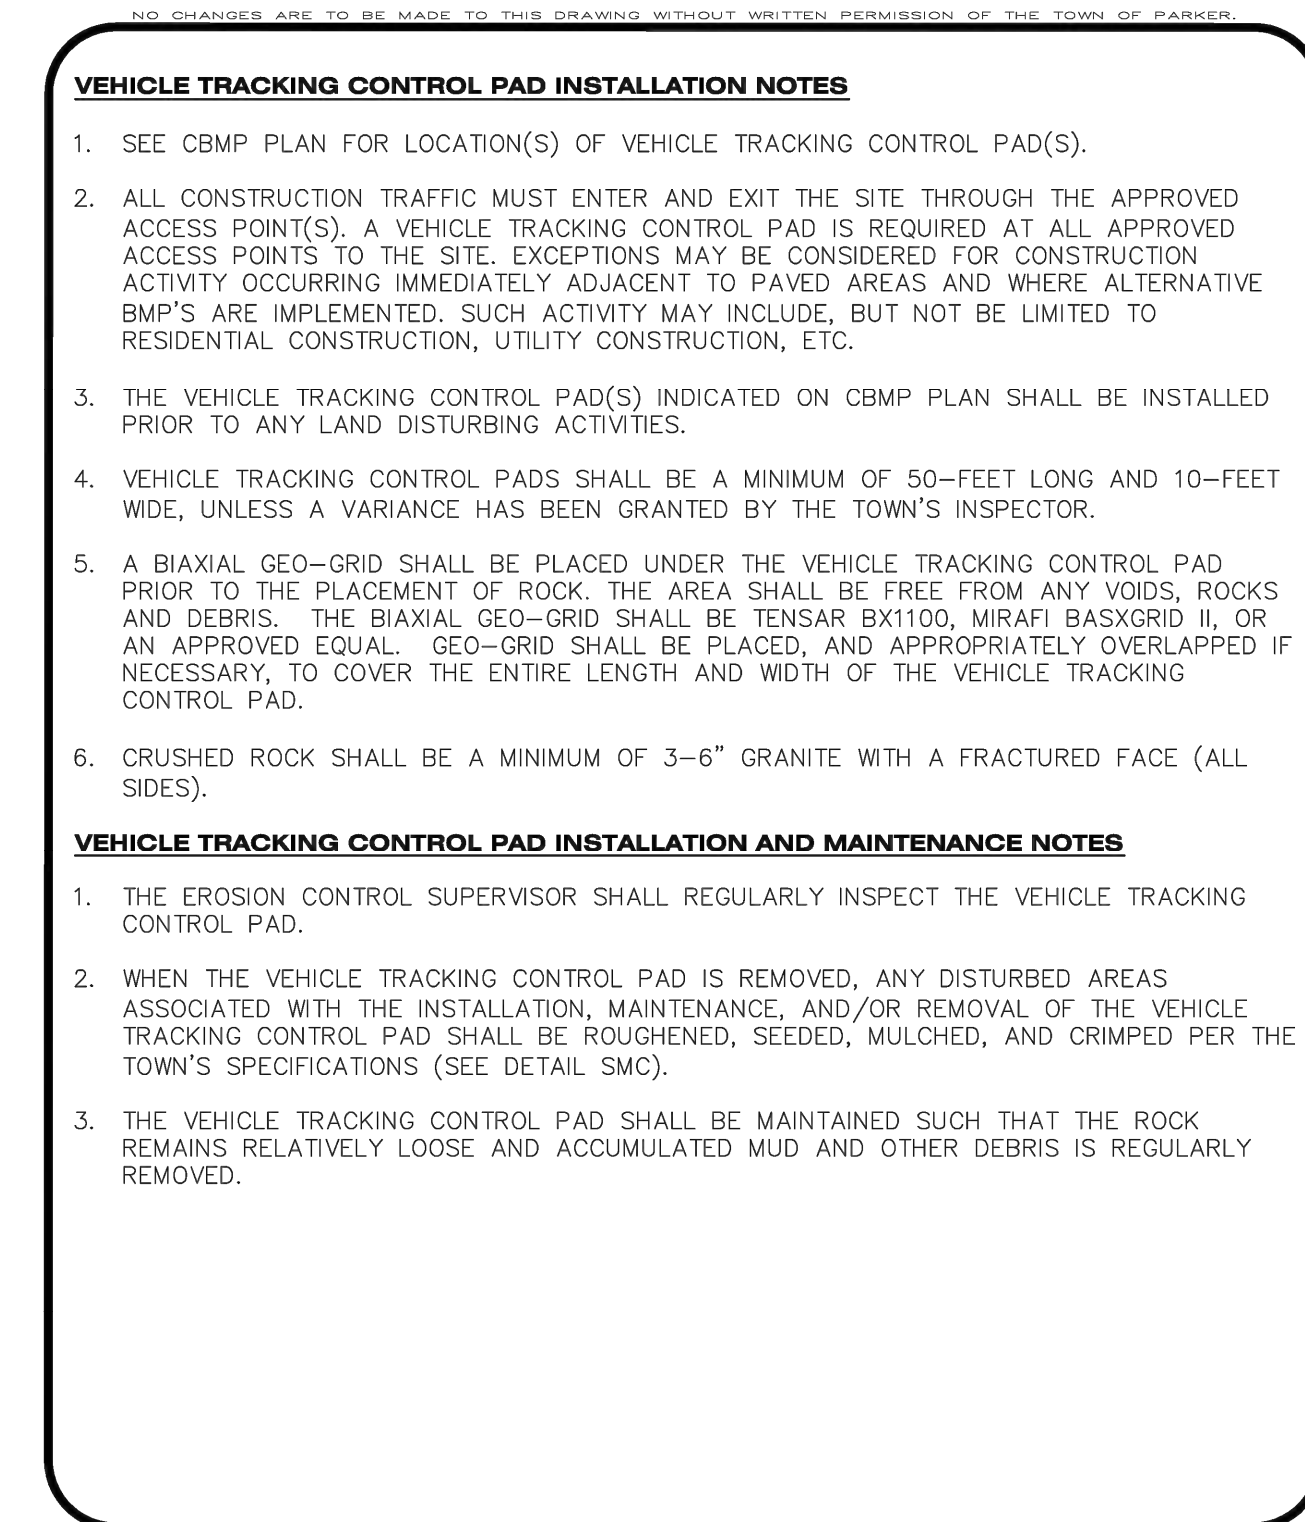 NO CHANGES ARE TO BE MADE TO THIS DRAWING WITHOUT WRITTEN PERMISSION OF THE TOWN OF PARKER.
VEHICLE TRACKING CONTROL PAD INSTALLATION NOTES
1. SEE CBMP PLAN FOR LOCATION(S) OF VEHICLE TRACKING CONTROL PAD(S).
2. ALL CONSTRUCTION TRAFFIC MUST ENTER AND EXIT THE SITE THROUGH THE APPROVED
ACCESS POINT(S). A VEHICLE TRACKING CONTROL PAD IS REQUIRED AT ALL APPROVED
ACCESS POINTS TO THE SITE. EXCEPTIONS MAY BE CONSIDERED FOR CONSTRUCTION
ACTIVITY OCCURRING IMMEDIATELY ADJACENT TO PAVED AREAS AND WHERE ALTERNATIVE
BMP'S ARE IMPLEMENTED. SUCH ACTIVITY MAY INCLUDE, BUT NOT BE LIMITED TO
RESIDENTIAL CONSTRUCTION, UTILITY CONSTRUCTION, ETC.
3. THE VEHICLE TRACKING CONTROL PAD(S) INDICATED ON CBMP PLAN SHALL BE INSTALLED
PRIOR TO ANY LAND DISTURBING ACTIVITIES.
4. VEHICLE TRACKING CONTROL PADS SHALL BE A MINIMUM OF 50-FEET LONG AND 10-FEET
WIDE, UNLESS A VARIANCE HAS BEEN GRANTED BY THE TOWN'S INSPECTOR.
5. A BIAXIAL GEO-GRID SHALL BE PLACED UNDER THE VEHICLE TRACKING CONTROL PAD
PRIOR TO THE PLACEMENT OF ROCK. THE AREA SHALL BE FREE FROM ANY VOIDS, ROCKS
AND DEBRIS. THE BIAXIAL GEO-GRID SHALL BE TENSAR BX1100, MIRAFI BASXGRID II, OR
AN APPROVED EQUAL. GEO-GRID SHALL BE PLACED, AND APPROPRIATELY OVERLAPPED IF
NECESSARY, TO COVER THE ENTIRE LENGTH AND WIDTH OF THE VEHICLE TRACKING
CONTROL PAD.
6. CRUSHED ROCK SHALL BE A MINIMUM OF 3-6" GRANITE WITH A FRACTURED FACE (ALL
SIDES).
VEHICLE TRACKING CONTROL PAD INSTALLATION AND MAINTENANCE NOTES
1. THE EROSION CONTROL SUPERVISOR SHALL REGULARLY INSPECT THE VEHICLE TRACKING
CONTROL PAD.
2. WHEN THE VEHICLE TRACKING CONTROL PAD IS REMOVED, ANY DISTURBED AREAS
ASSOCIATED WITH THE INSTALLATION, MAINTENANCE, AND/OR REMOVAL OF THE VEHICLE
TRACKING CONTROL PAD SHALL BE ROUGHENED, SEEDED, MULCHED, AND CRIMPED PER THE
TOWN'S SPECIFICATIONS (SEE DETAIL SMC).
3. THE VEHICLE TRACKING CONTROL PAD SHALL BE MAINTAINED SUCH THAT THE ROCK
REMAINS RELATIVELY LOOSE AND ACCUMULATED MUD AND OTHER DEBRIS IS REGULARLY
REMOVED.